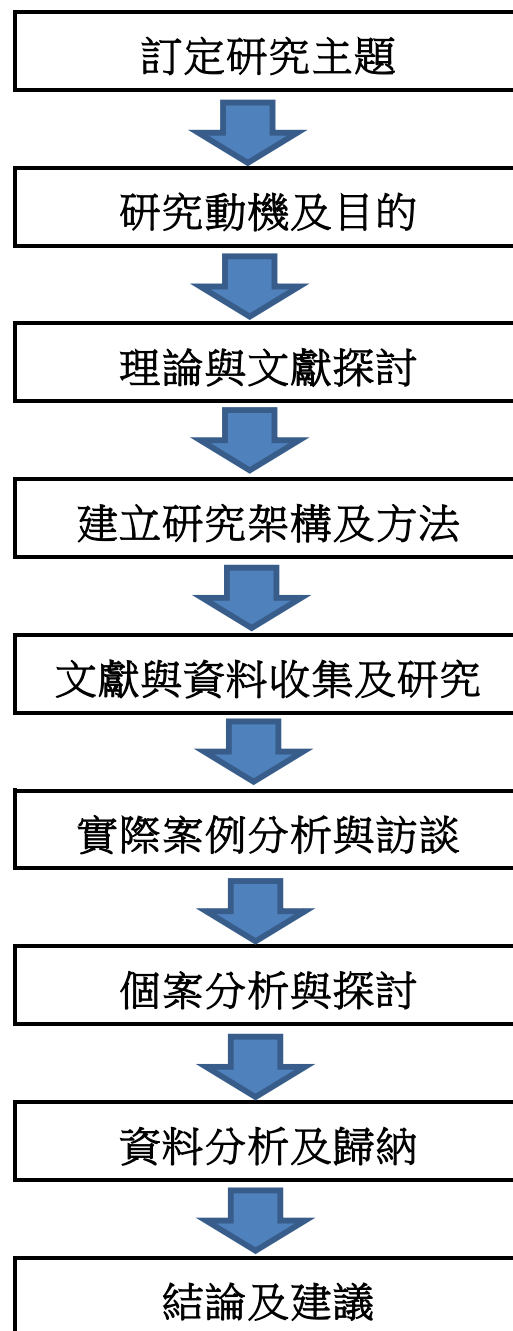 訂定研究主題
研究動機及目的
理論與文獻探討
建立研究架構及方法
文獻與資料收集及研究
實際案例分析與訪談
個案分析與探討
資料分析及歸納
結論及建議